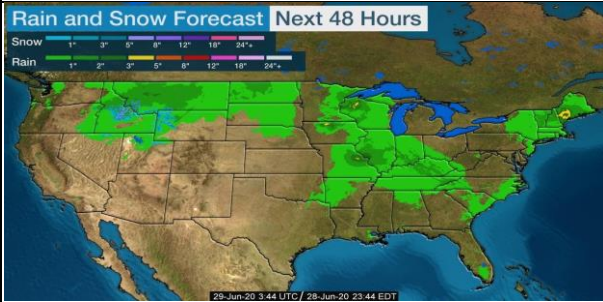 Rain and Snow Forecast Next 48 Hours
Snow 1" 3" 5" 8" 12" 18" 24"+
Rain 1" 2" 3" 5" 8" 12" 18" 24"+
29-Jun-20 3:44 UTC / 28-Jun-20 23:44 EDT